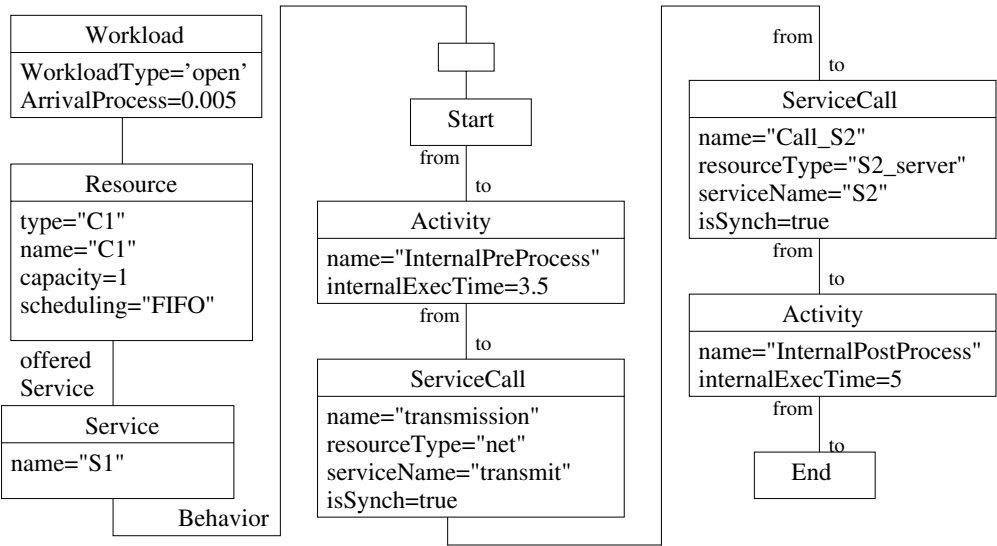 Workload
WorkloadType='open'
ArrivalProcess=0.005
Resource
type="C1"
name="C1"
capacity=1
scheduling="FIFO"
offered
Service
Service
name="S1"
Behavior
Start
from
to
Activity
name="InternalPreProcess"
internalExecTime=3.5
from
to
ServiceCall
name="transmission"
resourceType="net"
serviceName="transmit"
isSynch=true
from
to
ServiceCall
name="Call_S2"
resourceType="S2_server"
serviceName="S2"
isSynch=true
from
to
Activity
name="InternalPostProcess"
internalExecTime=5
from
to
End